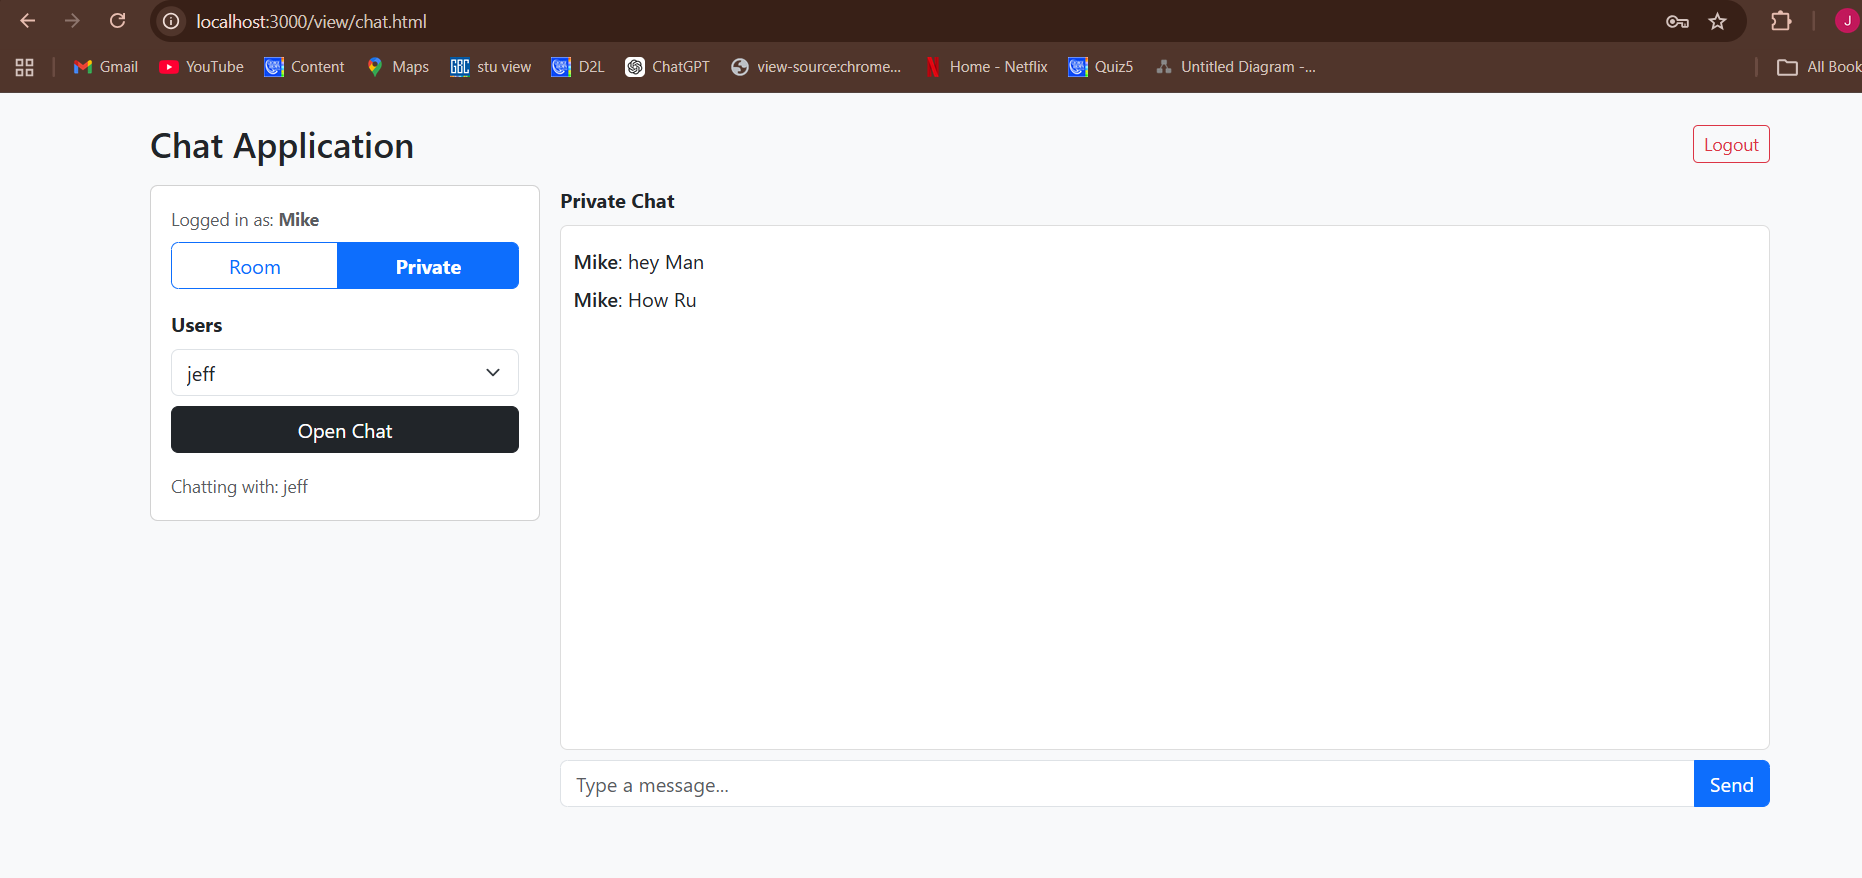 localhost:3000/view/chat.html
J
Gmail YouTube Content Maps GBC stu view D2L ChatGPT view-source:chrome... Home - Netflix Quiz5 Untitled Diagram -... All Book
Chat Application
Logout
Logged in as: Mike
Room Private
Users
jeff
Open Chat
Chatting with: jeff
Private Chat
Mike: hey Man
Mike: How Ru
Type a message...
Send